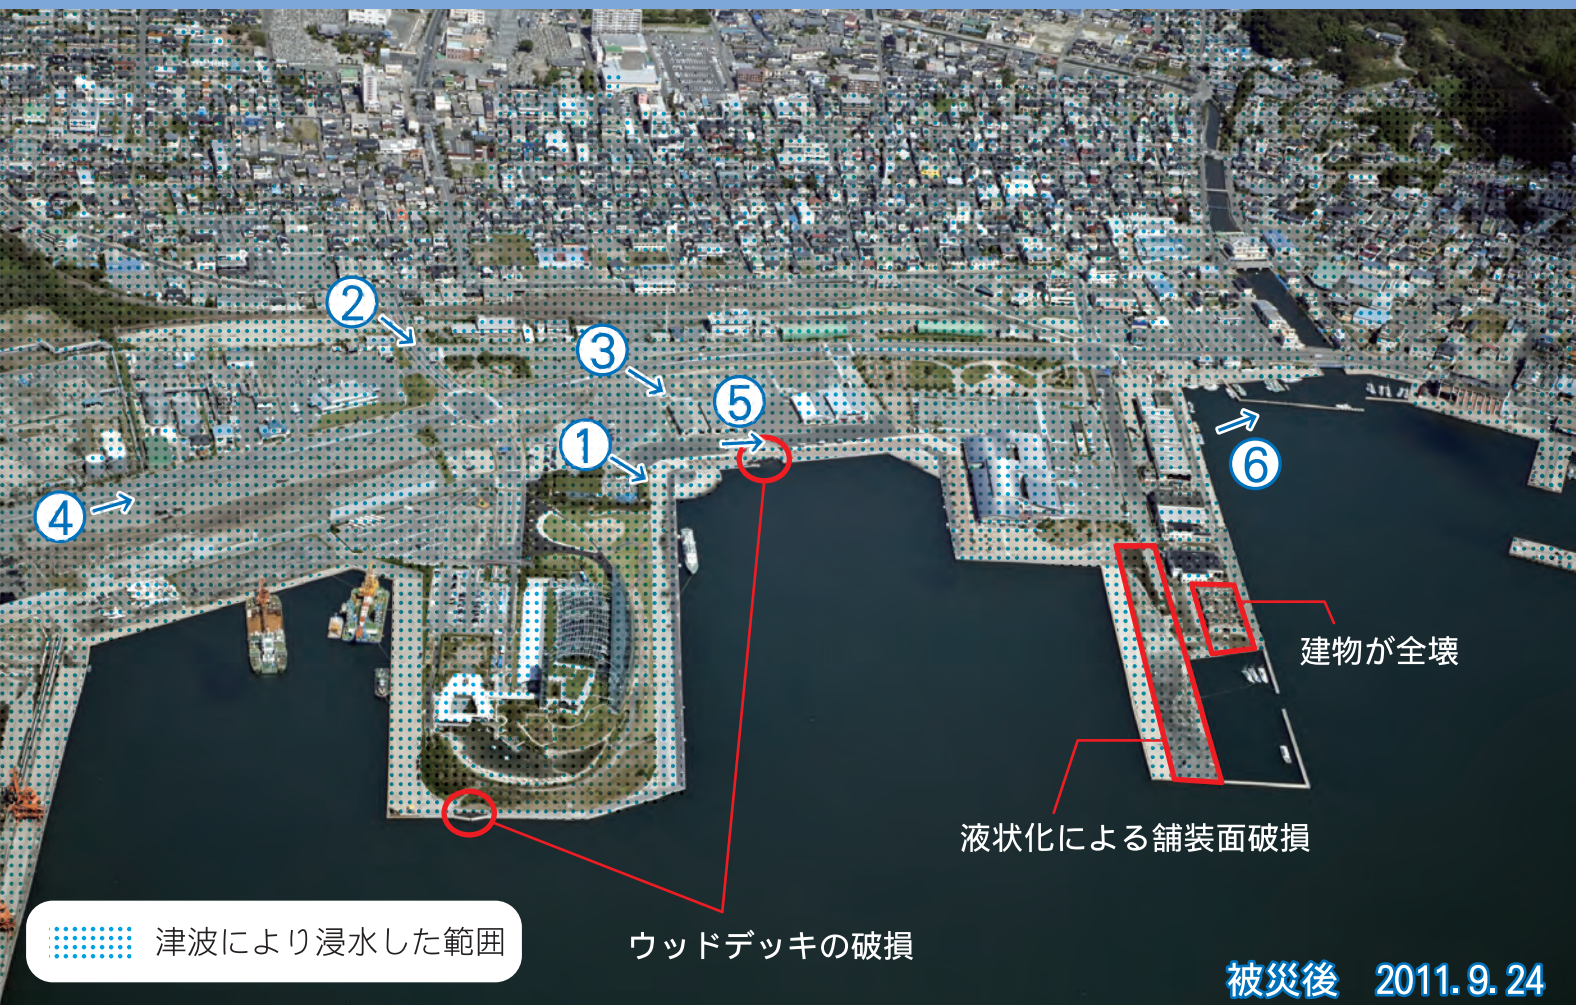 ②
③
⑤
①
⑥
④
建物が全壊
液状化による舗装面破損
ウッドデッキの破損
津波により浸水した範囲
被災後 2011.9.24